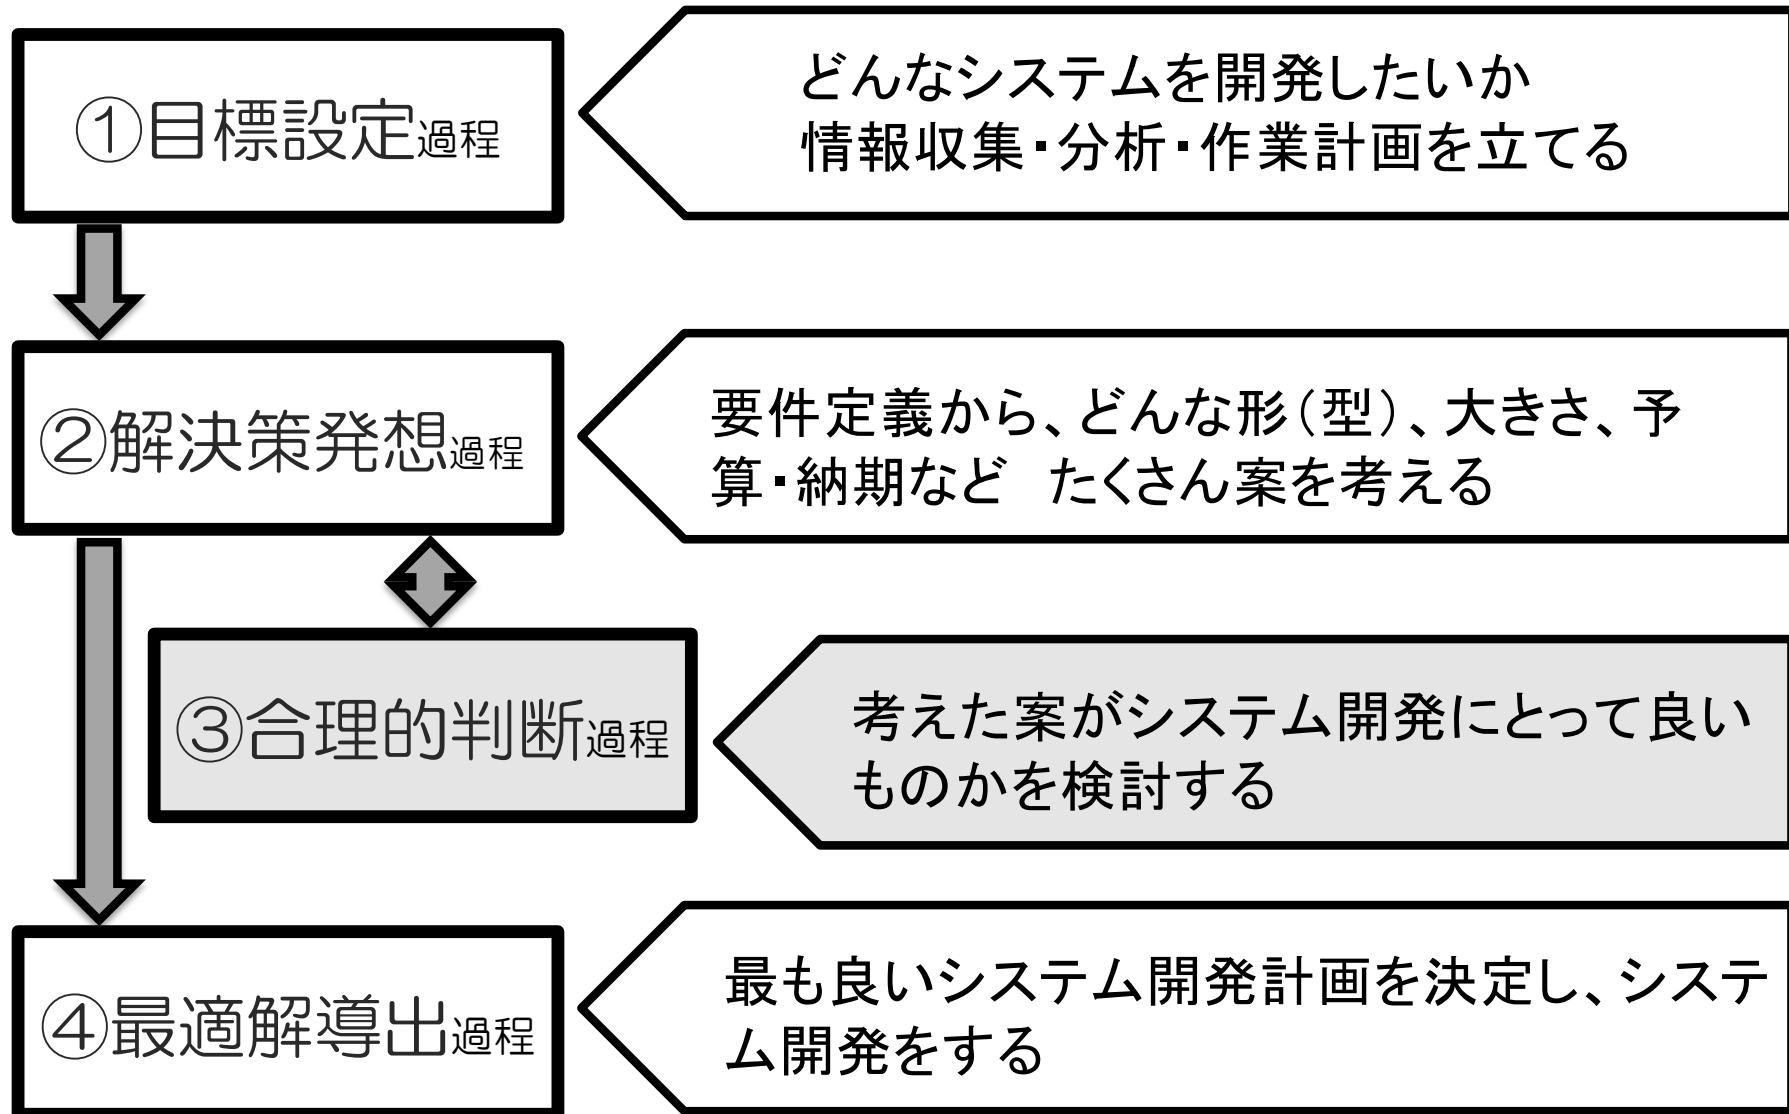 ①目標設定過程
どんなシステムを開発したいか
情報収集・分析・作業計画を立てる
②解決策発想過程
要件定義から、どんな形（型）、大きさ、予
算・納期など　たくさん案を考える
③合理的判断過程
考えた案がシステム開発にとって良い
ものかを検討する
④最適解導出過程
最も良いシステム開発計画を決定し、システ
ム開発をする